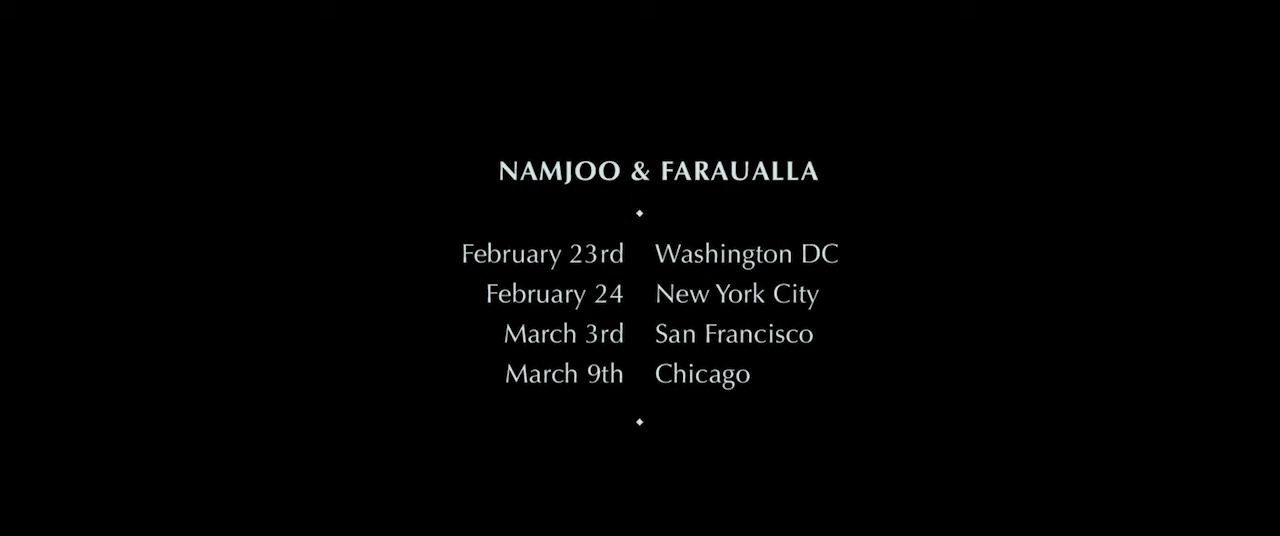 NAMJOO & FARAUALLA
February 23rd Washington DC
February 24 New York City
March 3rd San Francisco
March 9th Chicago